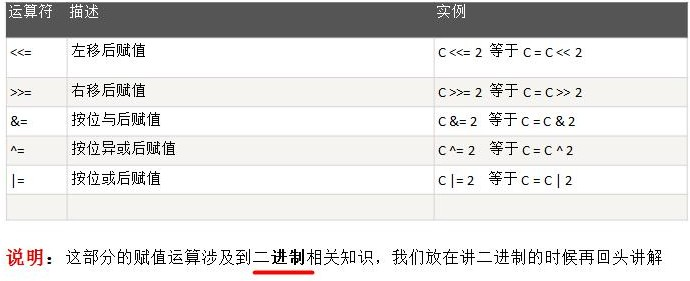 运算符 描述 实例
<<= 左移后赋值 C <<= 2 等于 C = C << 2
>>= 右移后赋值 C >>= 2 等于 C = C >> 2
&= 按位与后赋值 C &= 2 等于 C = C & 2
^= 按位异或后赋值 C ^= 2 等于 C = C ^ 2
|= 按位或后赋值 C |= 2 等于 C = C | 2
说明：这部分的赋值运算涉及到二进制相关知识，我们放在讲二进制的时候再回头讲解